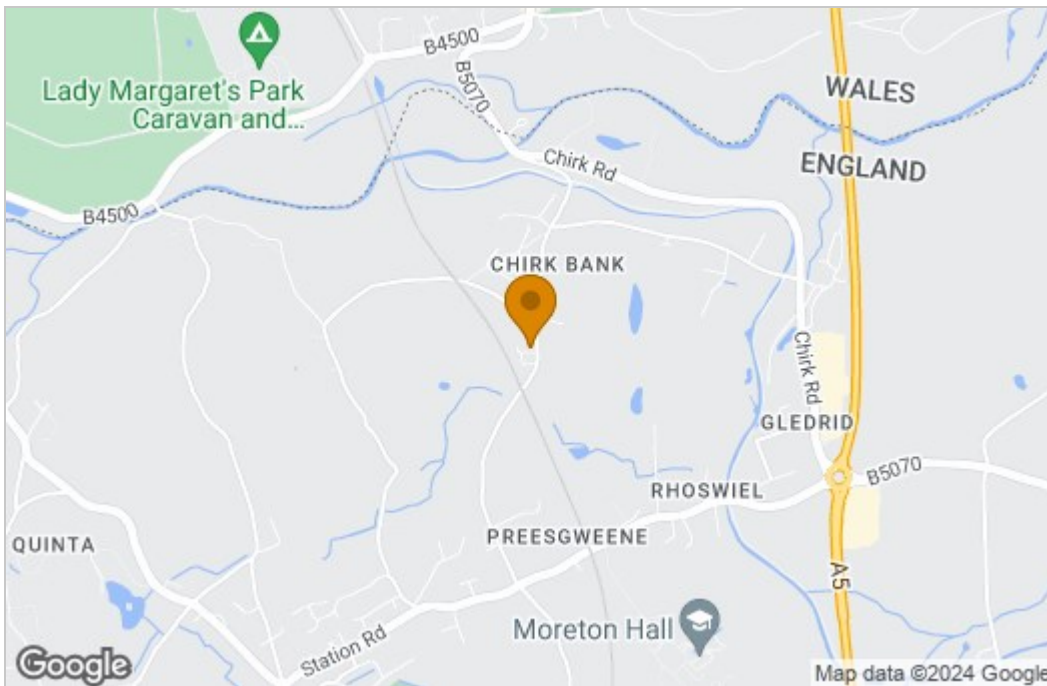 B4500
B5070
Lady Margaret's Park
Caravan and...
WALES
ENGLAND
Chirk Rd
B4500
CHIRK BANK
Chirk Rd
GLEDRID
B5070
RHOSWIEL
PREESGWEENE
QUINTA
A5
Moreton Hall
Station Rd
Google
Map data ©2024 Google